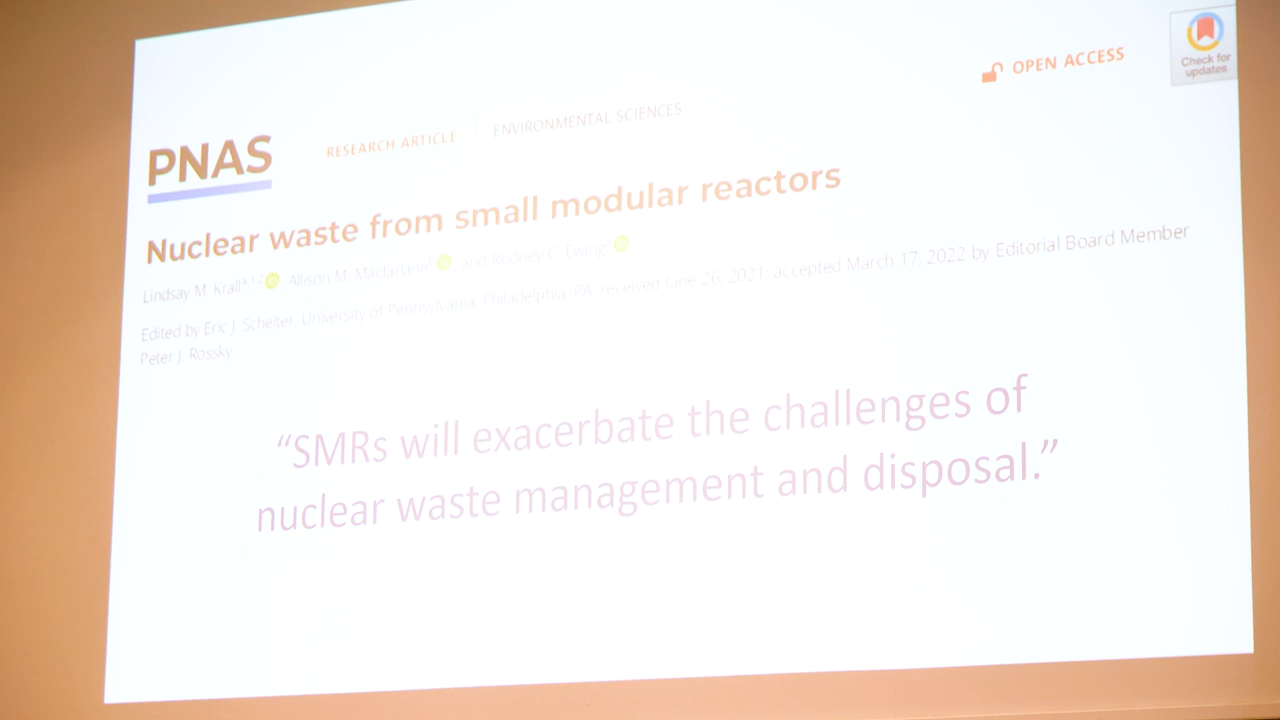 Check for
updates
OPEN ACCESS
PNAS
RESEARCH ARTICLE
ENVIRONMENTAL SCIENCES
Nuclear waste from small modular reactors
Lindsay M. Krall a,1,2, Allison M. Macfarlane b, and Rodney C. Ewing a
Edited by Eric J. Schelter, University of Pennsylvania, Philadelphia, PA; received June 26, 2021; accepted March 17, 2022 by Editorial Board Member
Peter J. Rossky
“SMRs will exacerbate the challenges of
nuclear waste management and disposal.”